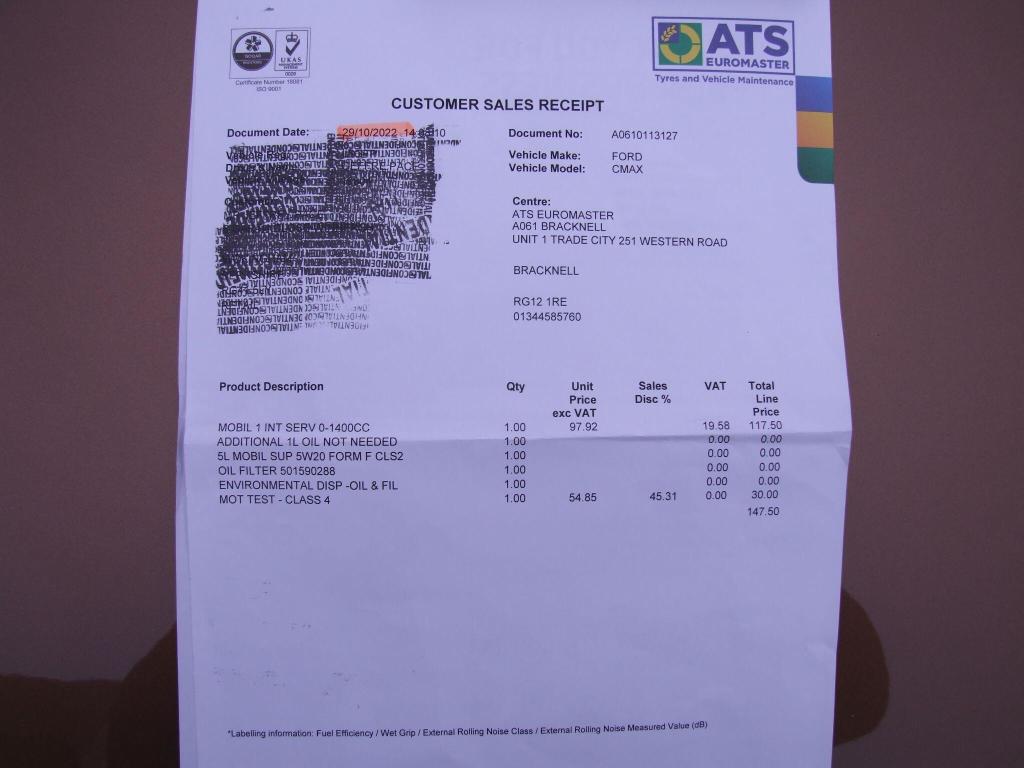 UKAS
MANAGEMENT
SYSTEMS
Certificate Number 16081
ISO 9001
ATS
EUROMASTER
Tyres and Vehicle Maintenance
CUSTOMER SALES RECEIPT
Document Date: 29/10/2022
Document No: A0610113127
Vehicle Make: FORD
Vehicle Model: CMAX
Centre:
ATS EUROMASTER
A061 BRACKNELL
UNIT 1 TRADE CITY 251 WESTERN ROAD
BRACKNELL
RG12 1RE
01344585760
CONFIDENTIAL
Product Description Qty Unit Sales VAT Total
Price Disc % Line
exc VAT Price
MOBIL 1 INT SERV 0-1400CC 1.00 97.92 19.58 117.50
ADDITIONAL 1L OIL NOT NEEDED 1.00 0.00 0.00
5L MOBIL SUP 5W20 FORM F CLS2 1.00 0.00 0.00
OIL FILTER 501590288 1.00 0.00 0.00
ENVIRONMENTAL DISP -OIL & FIL 1.00 0.00 0.00
MOT TEST - CLASS 4 1.00 54.85 45.31 0.00 30.00
147.50
*Labelling information: Fuel Efficiency / Wet Grip / External Rolling Noise Class / External Rolling Noise Measured Value (dB)